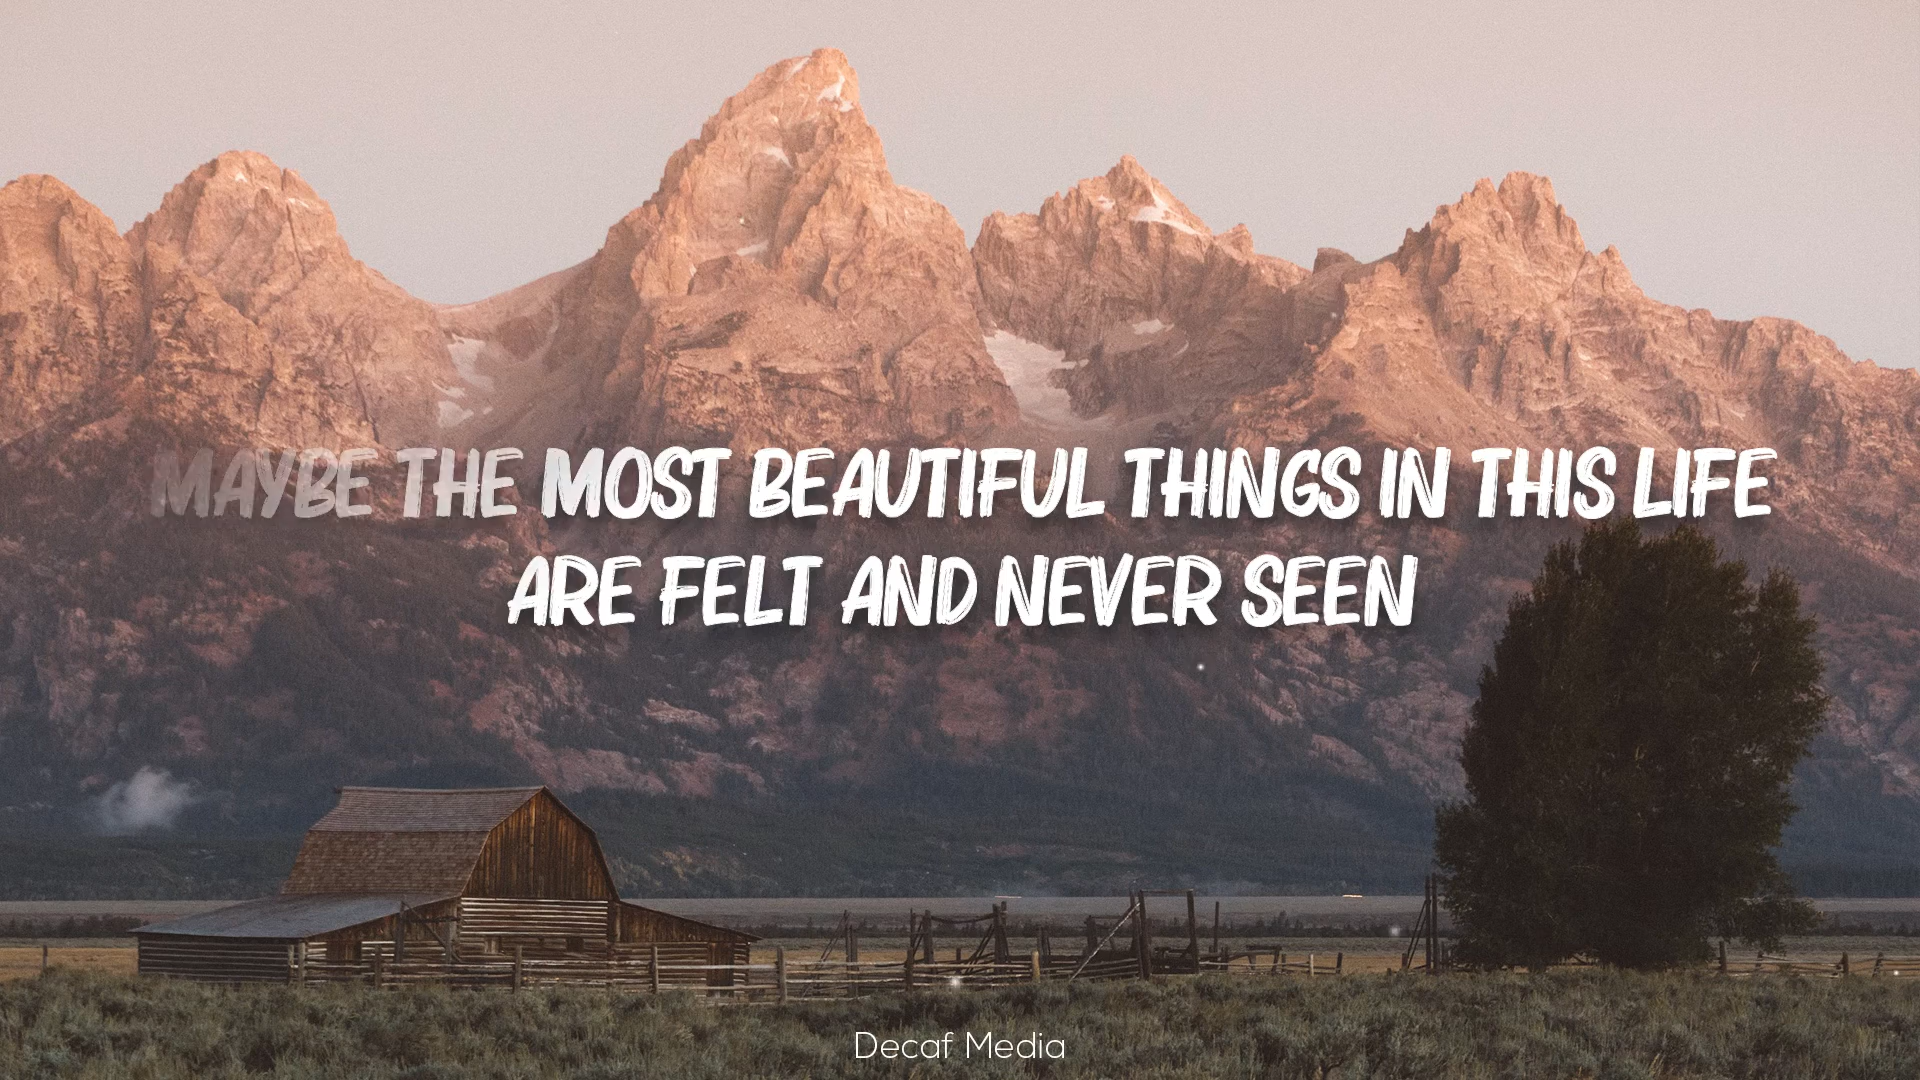 MAYBE THE MOST BEAUTIFUL THINGS IN THIS LIFE
ARE FELT AND NEVER SEEN
Decaf Media